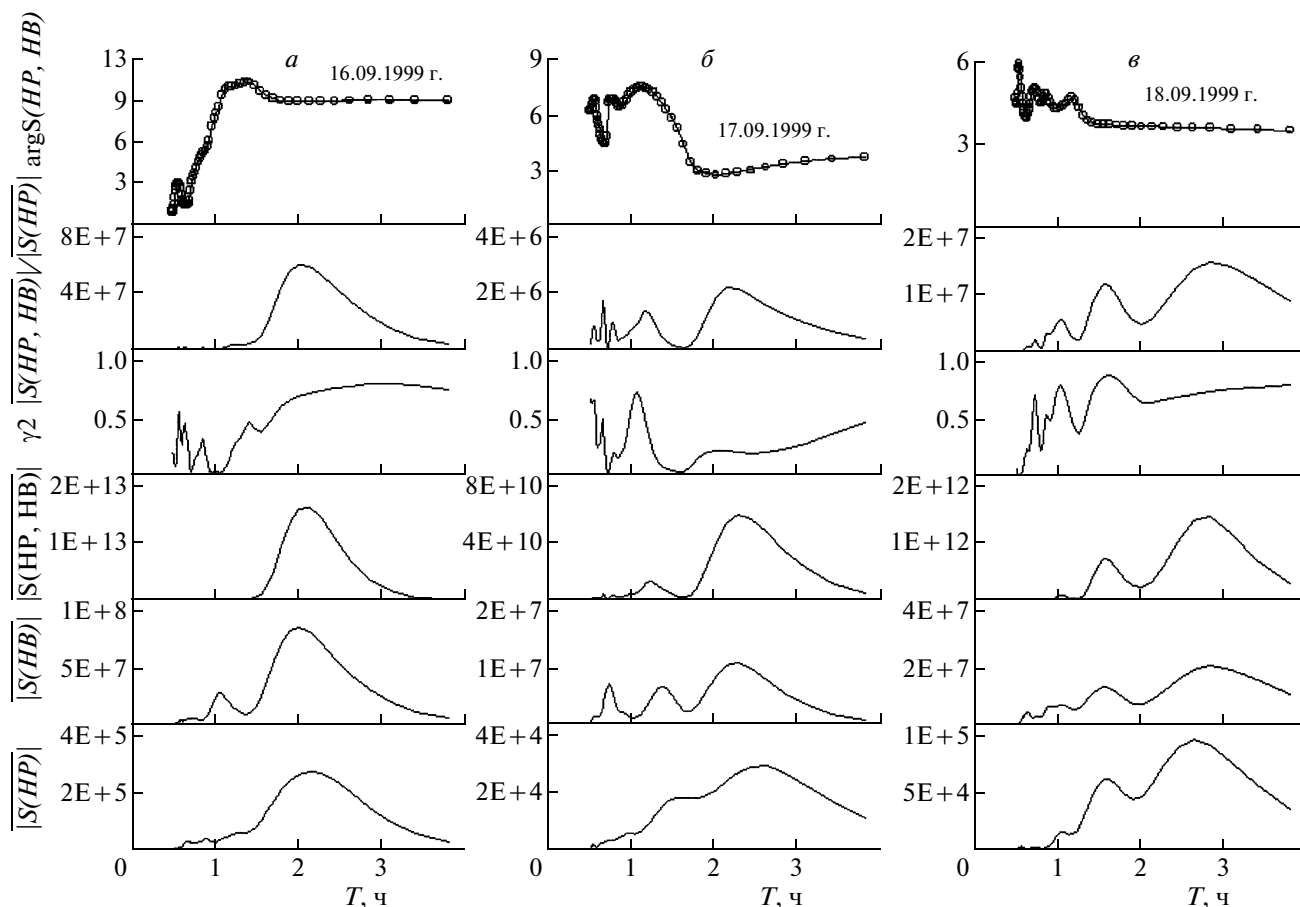 argS(HP, HB)
13
9
6
3
а
16.09.1999 г.
9
6
3
0
б
17.09.1999 г.
6
3
в
18.09.1999 г.
|S(HP, HB)|/|S(HP)|
8E+7
4E+7
4E+6
2E+6
2E+7
1E+7
γ2
1.0
0.5
1.0
0.5
1.0
0.5
|S(HP, HB)|
2E+13
1E+13
8E+10
4E+10
2E+12
1E+12
|S(HB)|
1E+8
5E+7
2E+7
1E+7
4E+7
2E+7
|S(HP)|
4E+5
2E+5
4E+4
2E+4
1E+5
5E+4
0 1 2 3
0 1 2 3
0 1 2 3
T, ч
T, ч
T, ч